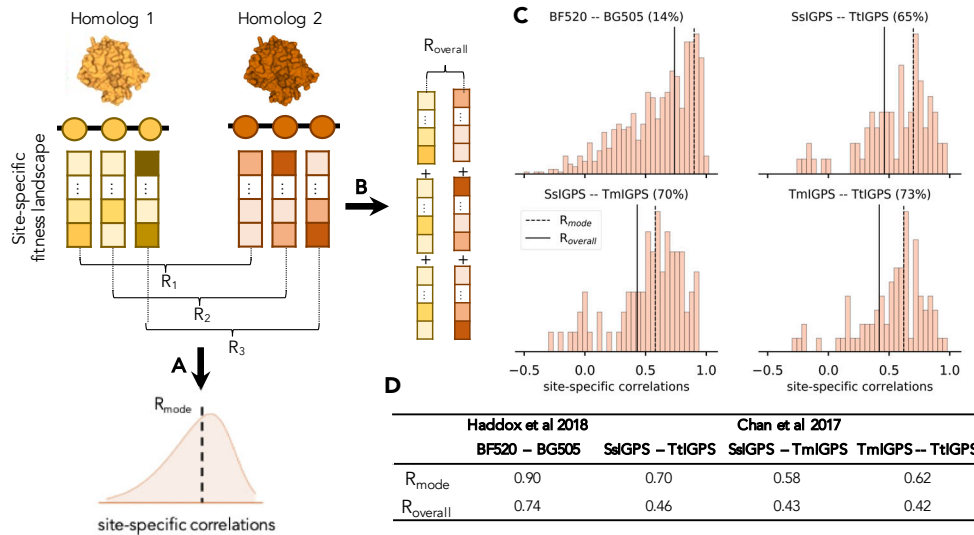 Homolog 1
Homolog 2
Site-specific
fitness landscape
R1
R2
R3
A
Rmode
site-specific correlations
B
Roverall
+ +
+ +
C
BF520 -- BG505 (14%)
SsIGPS -- TtIGPS (65%)
SsIGPS -- TmIGPS (70%)
TmIGPS -- TtIGPS (73%)
Rmode
Roverall
−0.5 0.0 0.5 1.0
site-specific correlations
−0.5 0.0 0.5 1.0
site-specific correlations
D
Haddox et al 2018 Chan et al 2017
BF520 – BG505 SsIGPS – TtIGPS SsIGPS – TmIGPS TmIGPS -- TtIGPS
Rmode 0.90 0.70 0.58 0.62
Roverall 0.74 0.46 0.43 0.42